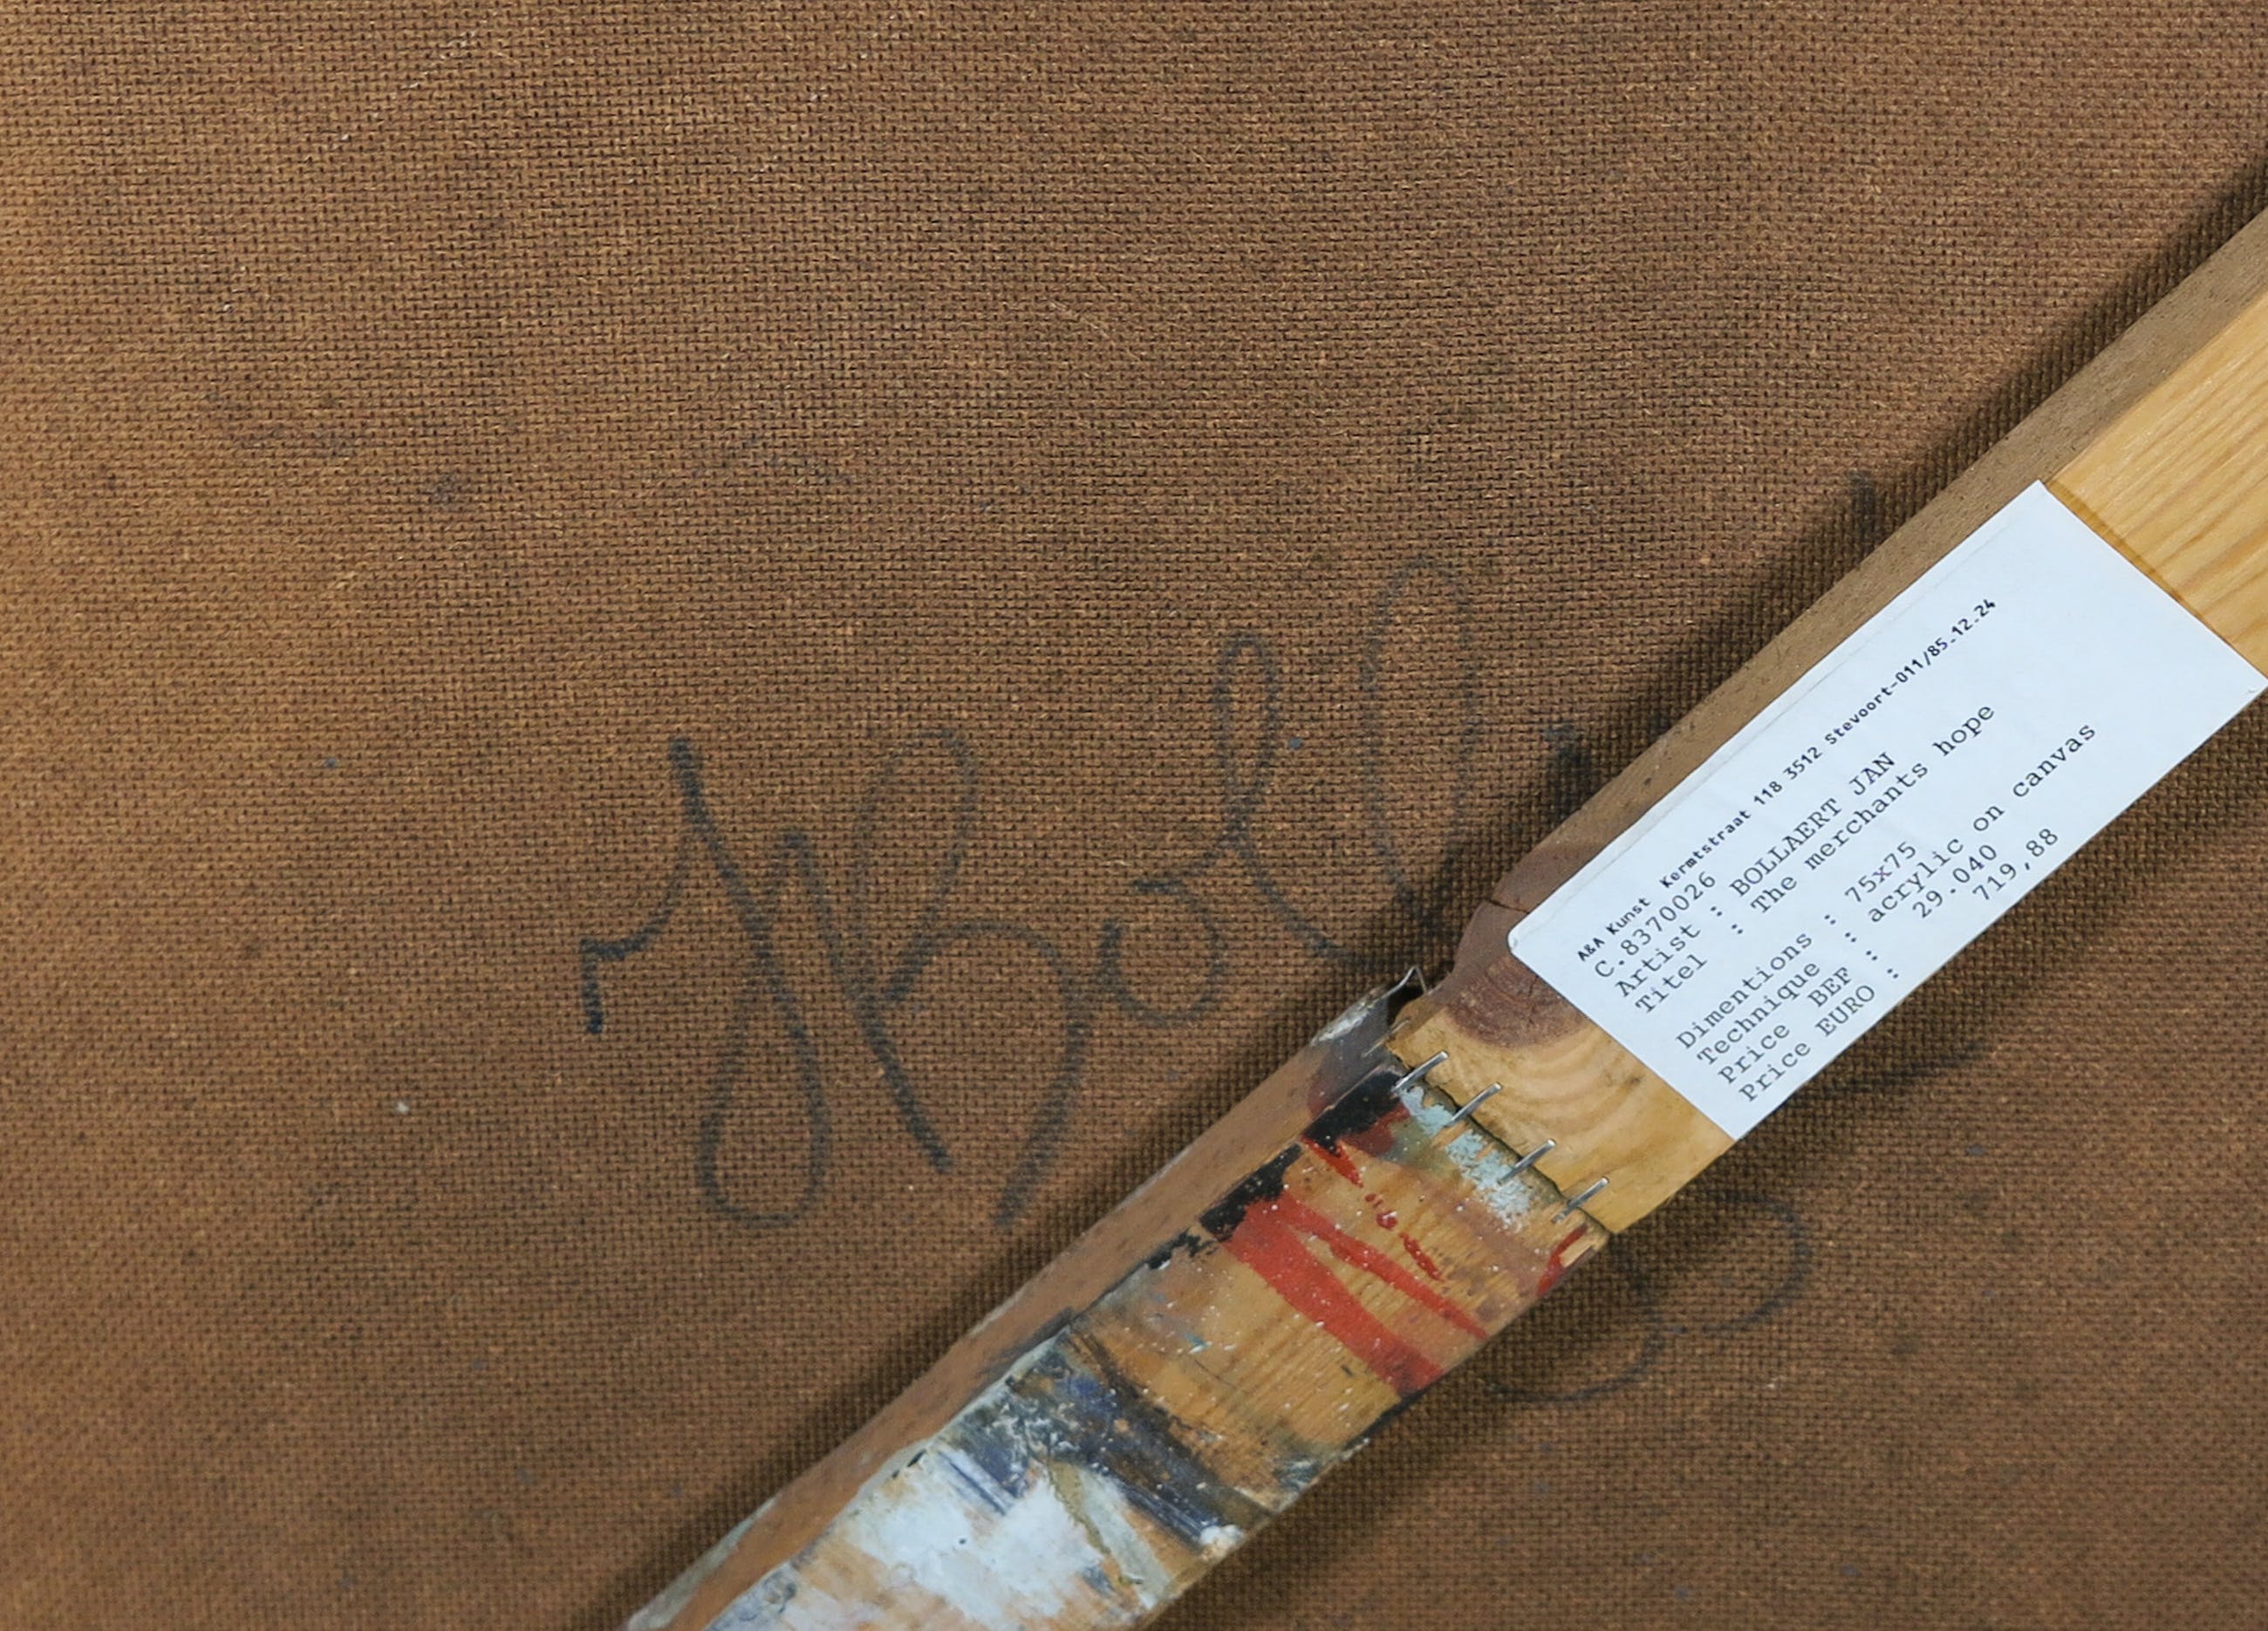 JBoll
A&A Kunst Kermtstraat 118 3512 Stevoort-011/85.12.24
C.8370026
Artist : BOLLAERT JAN
Titel : The merchants hope
Dimentions : 75x75
Technique : acrylic on canvas
Price BEF : 29.040
Price EURO : 719,88